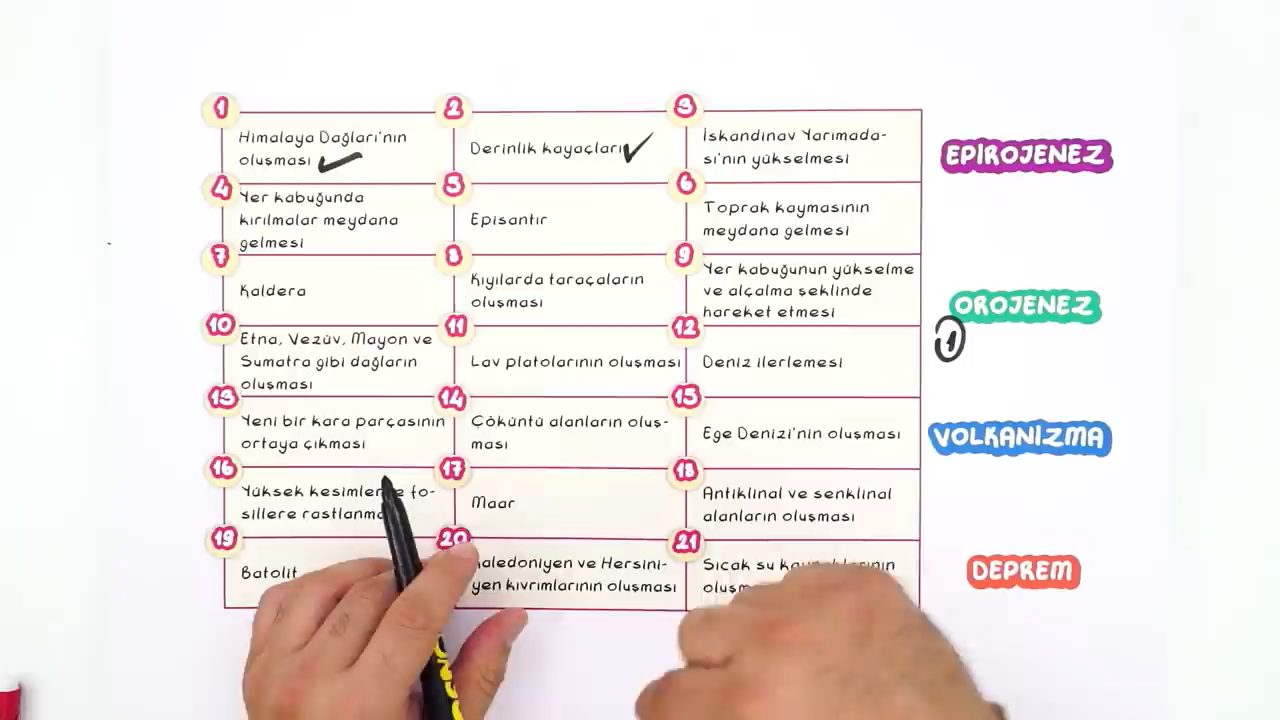 1
2
3
Himalaya Dağları'nın
oluşması
Derinlik kayaçları
İskandinav Yarımada-
sı'nın yükselmesi
EPİROJENEZ
4
5
6
Yer kabuğunda
kırılmalar meydana
gelmesi
Episantır
Toprak kaymasının
meydana gelmesi
7
8
9
Kaldera
Kıyılarda taraçaların
oluşması
Yer kabuğunun yükselme
ve alçalma şeklinde
hareket etmesi
OROJENEZ
1
10
11
12
Etna, Vezüv, Mayon ve
Sumatra gibi dağların
oluşması
Lav platolarının oluşması
Deniz ilerlemesi
13
14
15
Yeni bir kara parçasının
ortaya çıkması
Çöküntü alanların oluş-
ması
Ege Denizi'nin oluşması
VOLKANİZMA
16
17
18
Yüksek kesimlerde fo-
sillere
Maar
Antiklinal ve senklinal
alanların oluşması
19
20
21
Batolit
Kaledoniyen ve Hersini-
yen kıvrımlarının oluşması
Sıcak su
DEPREM